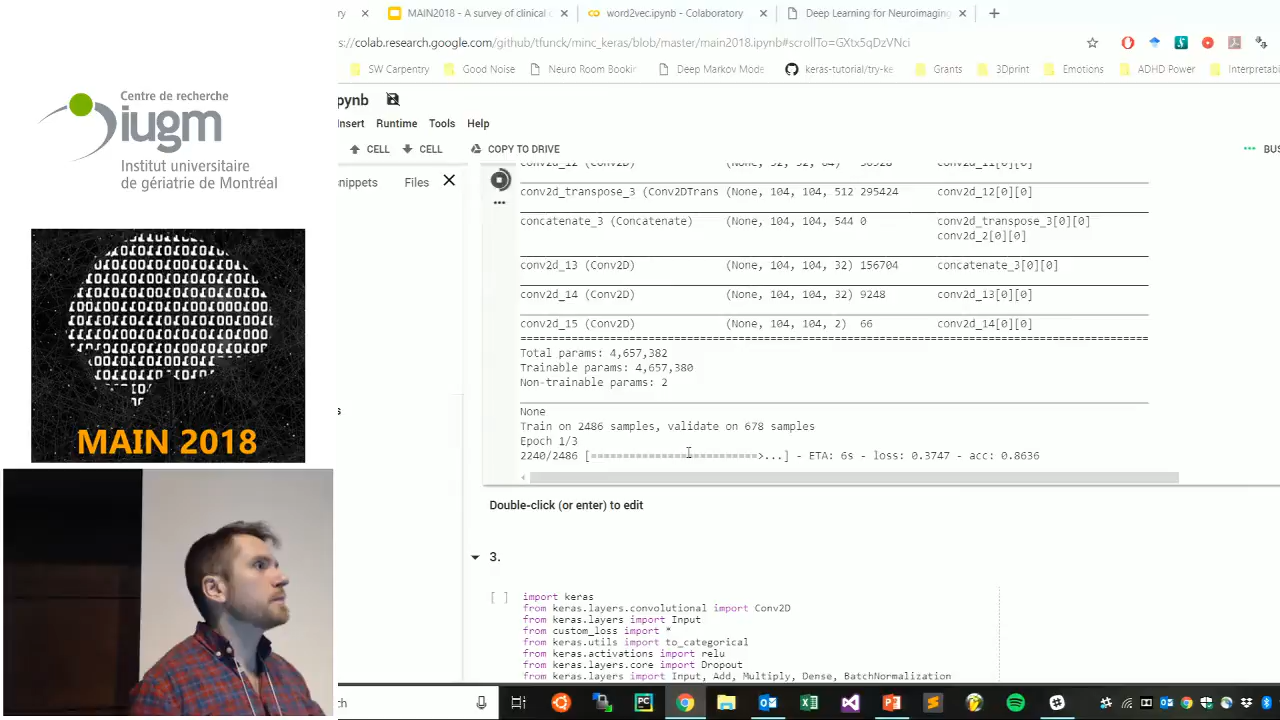 Centre de recherche
iugm
Institut universitaire
de gériatrie de Montréal
MAIN 2018
MAIN2018 - A survey of clinical
word2vec.ipynb - Colaboratory
Deep Learning for Neuroimaging
s://colab.research.google.com/github/tfunck/minc_keras/blob/master/main2018.ipynb#scrollTo=GXtx5qDzVNci
SW Carpentry
Good Noise
Neuro Room Bookin
Deep Markov Mode
keras-tutorial/try-ke
Grants
3Dprint
Emotions
ADHD Power
Interpretab
pynb
Insert Runtime Tools Help
CELL CELL COPY TO DRIVE
BUS
nippets Files
conv2d_transpose_3 (Conv2DTrans (None, 104, 104, 512 295424 conv2d_12[0][0]
concatenate_3 (Concatenate) (None, 104, 104, 544 0 conv2d_transpose_3[0][0]
conv2d_2[0][0]
conv2d_13 (Conv2D) (None, 104, 104, 32) 156704 concatenate_3[0][0]
conv2d_14 (Conv2D) (None, 104, 104, 32) 9248 conv2d_13[0][0]
conv2d_15 (Conv2D) (None, 104, 104, 2) 66 conv2d_14[0][0]
Total params: 4,657,382
Trainable params: 4,657,380
Non-trainable params: 2
None
Train on 2486 samples, validate on 678 samples
Epoch 1/3
2240/2486 [==========================>...] - ETA: 6s - loss: 0.3747 - acc: 0.8636
Double-click (or enter) to edit
3.
[ ] import keras
from keras.layers.convolutional import Conv2D
from keras.layers import Input
from custom_loss import *
from keras.utils import to_categorical
from keras.activations import relu
from keras.layers.core import Dropout
from keras.layers import Input, Add, Multiply, Dense, BatchNormalization